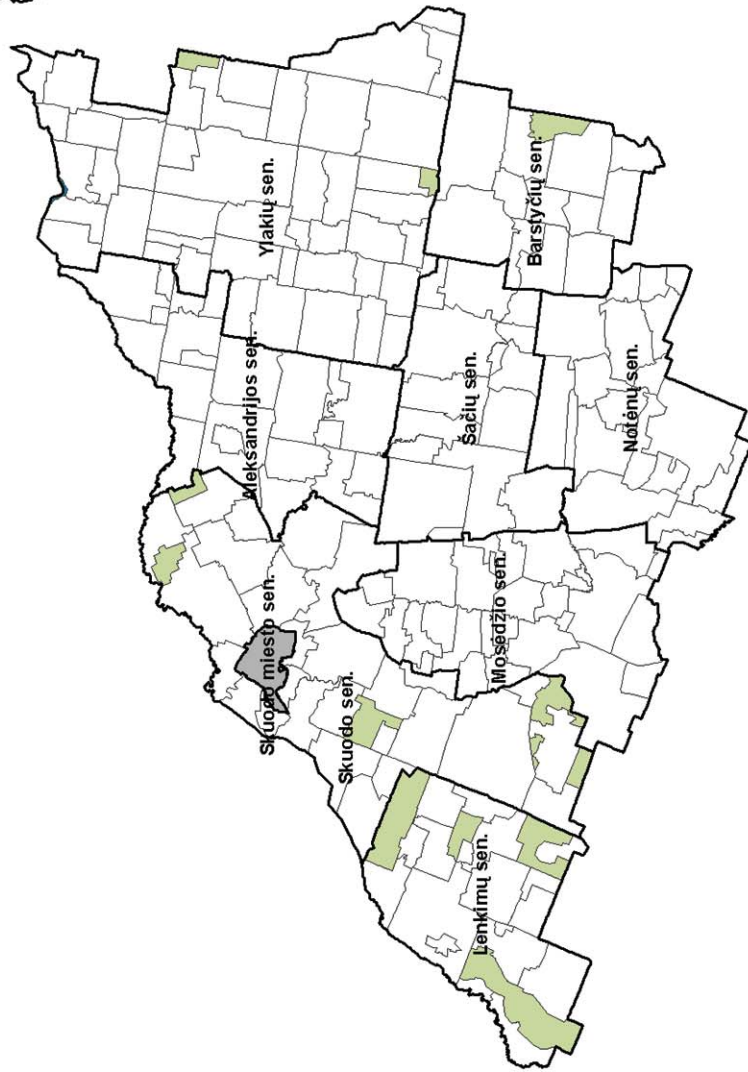 Ylakių sen.
Aleksandrijos sen.
Barstyčių sen.
Šačių sen.
Skuodo miesto sen.
Skuodo sen.
Notėnų sen.
Mosėdžio sen.
Lenkimų sen.